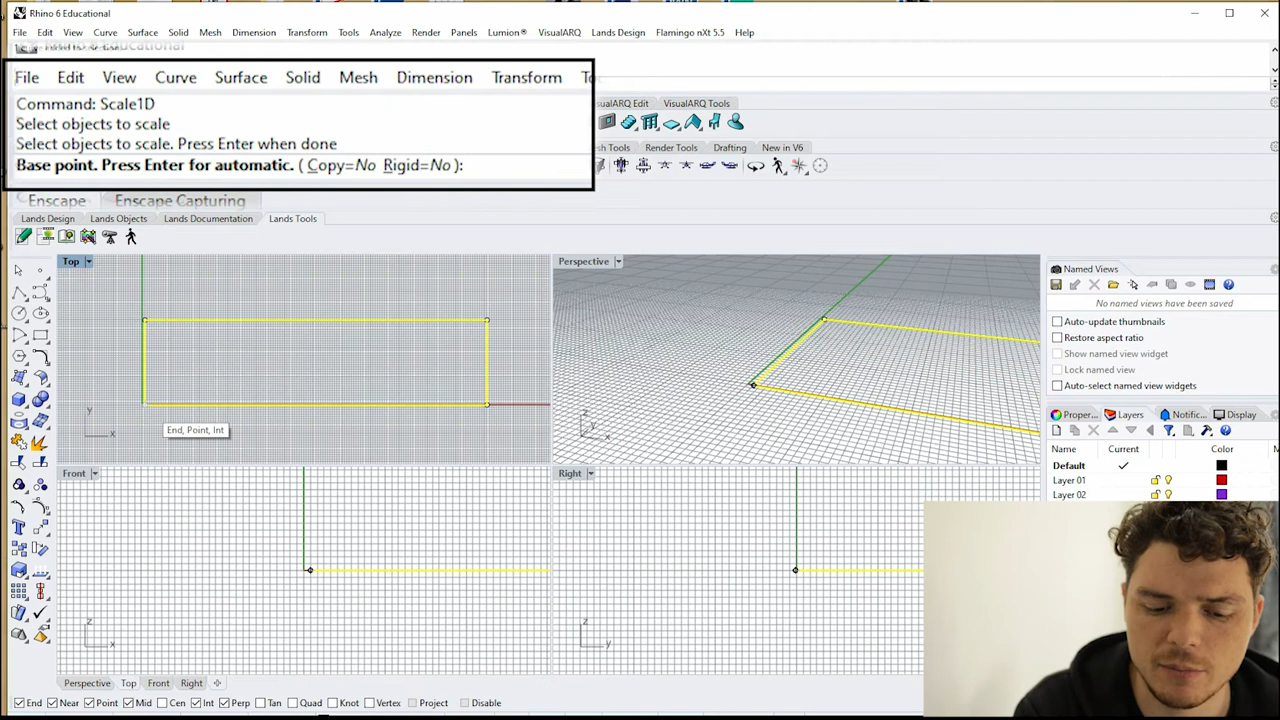 Rhino 6 Educational
File Edit View Curve Surface Solid Mesh Dimension Transform Tools Analyze Render Panels Lumion® VisualARQ Lands Design Flamingo nXt 5.5 Help
File Edit View Curve Surface Solid Mesh Dimension Transform
Command: Scale1D
Select objects to scale
Select objects to scale. Press Enter when done
Base point. Press Enter for automatic. ( Copy=No Rigid=No ):
VisualARQ Tools
Render Tools Drafting New in V6
Enscape Enscape Capturing
Lands Design Lands Objects Lands Documentation Lands Tools
Top
Perspective
Named Views
No named views have been saved
Auto-update thumbnails
Restore aspect ratio
Show named view widget
Lock named view
Auto-select named view widgets
y
x
End, Point, Int
z
y
x
Proper... Layers Notific... Display
Name Current Color
Default
Layer 01
Layer 02
Front
Right
z
x
z
y
Perspective Top Front Right
End Near Point Mid Cen Int Perp Tan Quad Knot Vertex Project Disable